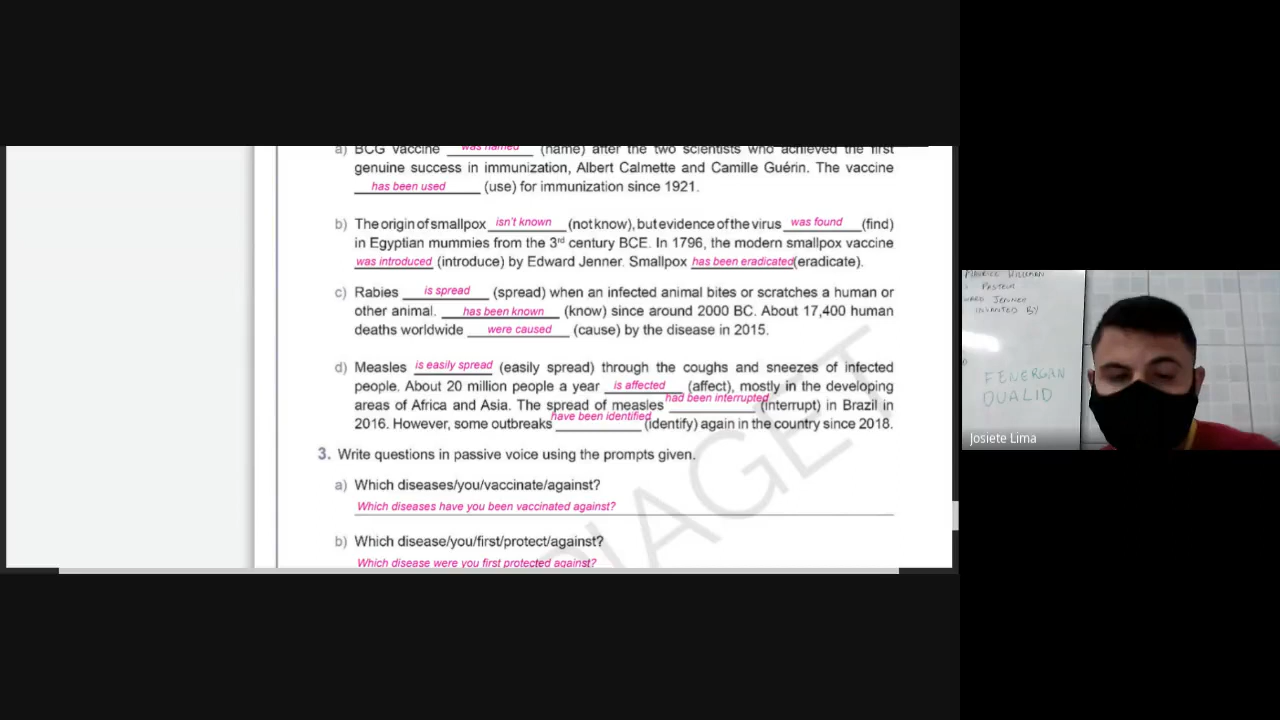 a) BCG vaccine was named (name) after the two scientists who achieved the first
genuine success in immunization, Albert Calmette and Camille Guérin. The vaccine
has been used (use) for immunization since 1921.
b) The origin of smallpox isn't known (not know), but evidence of the virus was found (find)
in Egyptian mummies from the 3rd century BCE. In 1796, the modern smallpox vaccine
was introduced (introduce) by Edward Jenner. Smallpox has been eradicated (eradicate).
c) Rabies is spread (spread) when an infected animal bites or scratches a human or
other animal. has been known (know) since around 2000 BC. About 17,400 human
deaths worldwide were caused (cause) by the disease in 2015.
d) Measles is easily spread (easily spread) through the coughs and sneezes of infected
people. About 20 million people a year is affected (affect), mostly in the developing
areas of Africa and Asia. The spread of measles had been interrupted (interrupt) in Brazil in
2016. However, some outbreaks have been identified (identify) again in the country since 2018.
3. Write questions in passive voice using the prompts given.
a) Which diseases/you/vaccinate/against?
Which diseases have you been vaccinated against?
b) Which disease/you/first/protect/against?
Which disease were you first protected against?
PIAGET
MAURICE HILLEMAN
PASTEUR
JENNER
INVENTED BY
FENERGAN
DUALID
Josiete Lima